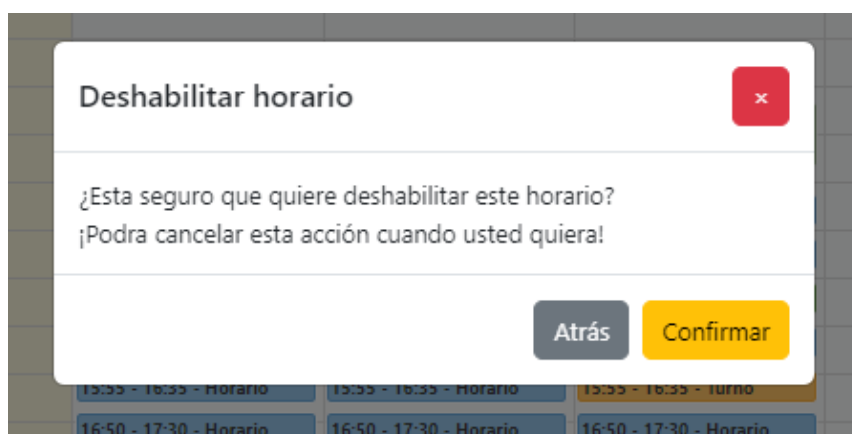 Deshabilitar horario
×
¿Esta seguro que quiere deshabilitar este horario?
¡Podra cancelar esta acción cuando usted quiera!
Atrás
Confirmar
15:55 - 16:35 - Horario
15:55 - 16:35 - Horario
15:55 - 16:35 - Turno
16:50 - 17:30 - Horario
16:50 - 17:30 - Horario
16:50 - 17:30 - Horario